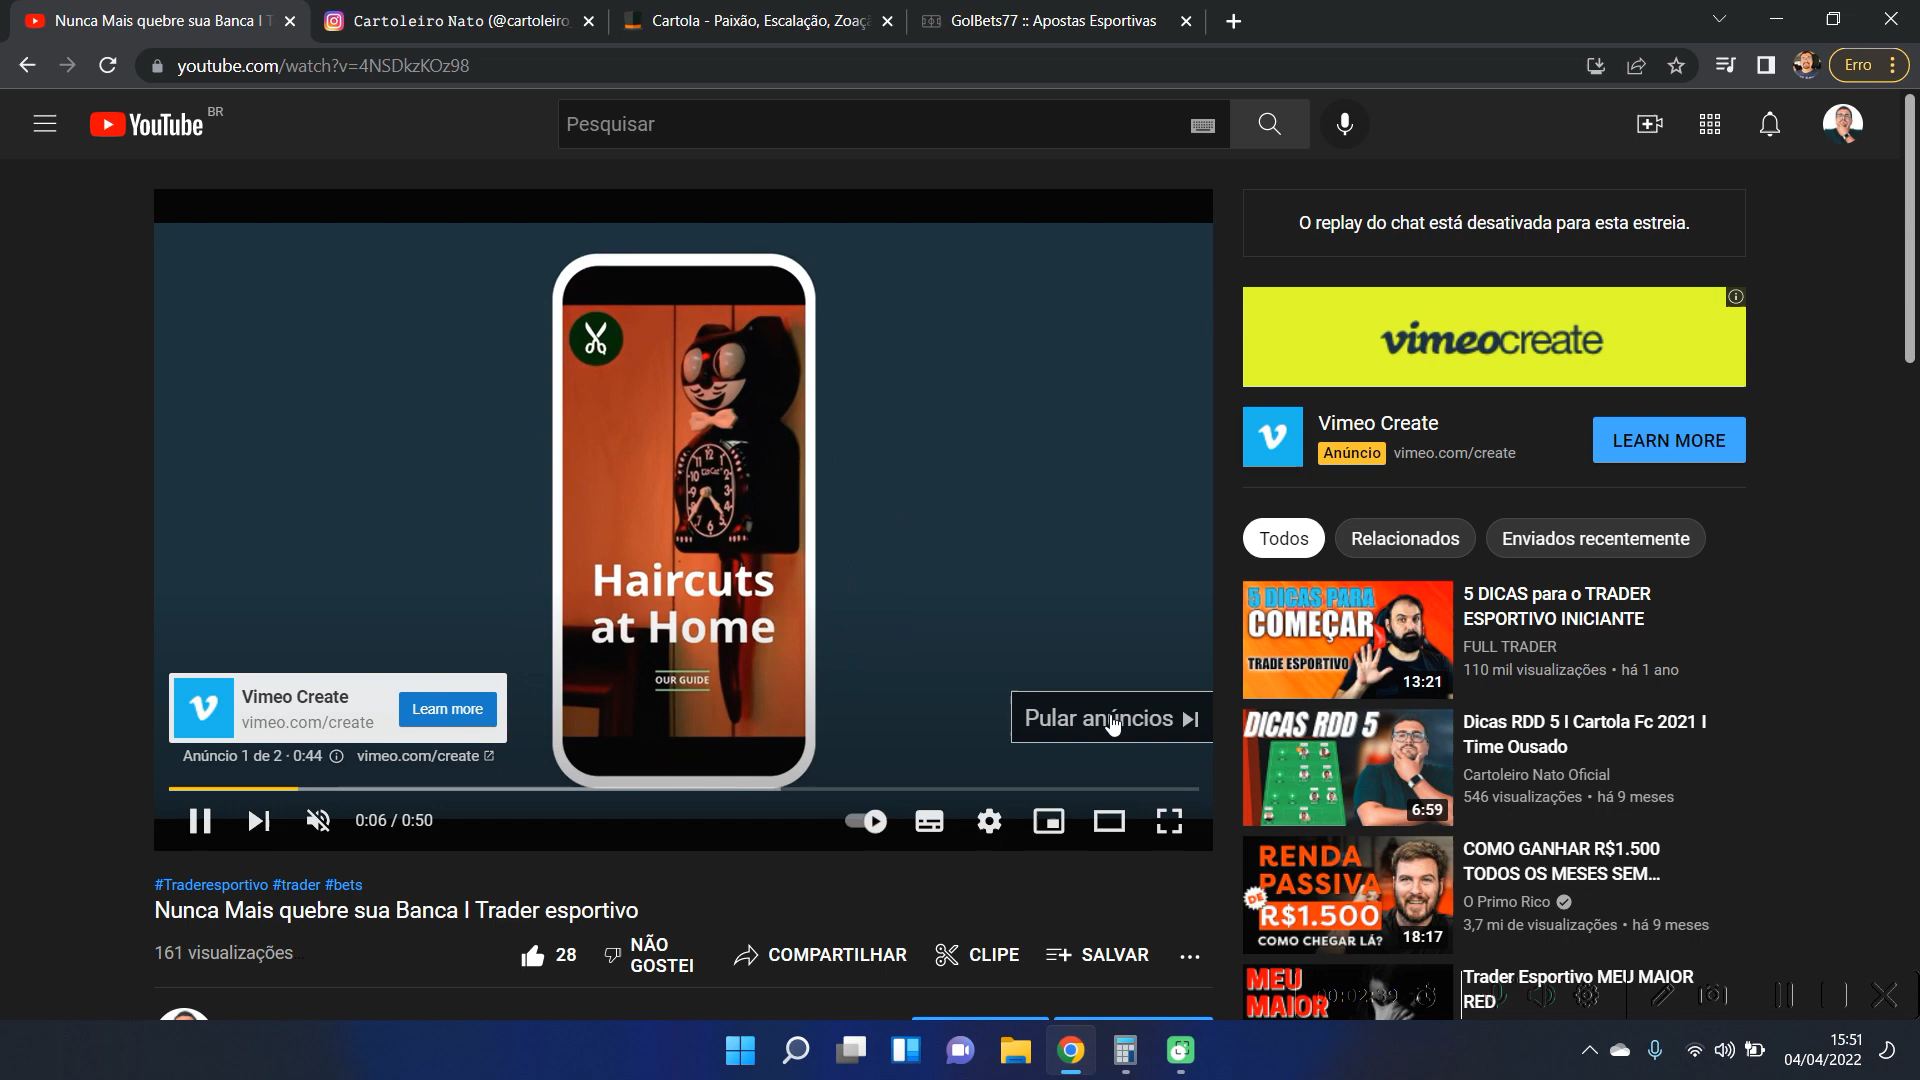 Nunca Mais quebre sua Banca I T
Cartoleiro Nato (@cartoleiro
Cartola - Paixão, Escalação, Zoaçã
GolBets77 :: Apostas Esportivas
youtube.com/watch?v=4NSDkzKOz98
Erro
YouTube
BR
Pesquisar
Haircuts
at Home
OUR GUIDE
Vimeo Create
vimeo.com/create
Learn more
Pular anúncios
Anúncio 1 de 2 · 0:44
vimeo.com/create
0:06 / 0:50
#Traderesportivo #trader #bets
Nunca Mais quebre sua Banca I Trader esportivo
161 visualizações
28
NÃO
GOSTEI
COMPARTILHAR
CLIPE
SALVAR
O replay do chat está desativada para esta estreia.
vimeocreate
Vimeo Create
Anúncio
vimeo.com/create
LEARN MORE
Todos
Relacionados
Enviados recentemente
5 DICAS PARA
COMEÇAR
TRADE ESPORTIVO
13:21
5 DICAS para o TRADER
ESPORTIVO INICIANTE
FULL TRADER
110 mil visualizações • há 1 ano
DICAS RDD 5
6:59
Dicas RDD 5 I Cartola Fc 2021 I
Time Ousado
Cartoleiro Nato Oficial
546 visualizações • há 9 meses
RENDA
PASSIVA
DE
R$1.500
COMO CHEGAR LÁ?
18:17
COMO GANHAR R$1.500
TODOS OS MESES SEM...
O Primo Rico
3,7 mi de visualizações • há 9 meses
MEU
MAIOR
Trader Esportivo MEU MAIOR
RED
00:02:39
15:51
04/04/2022